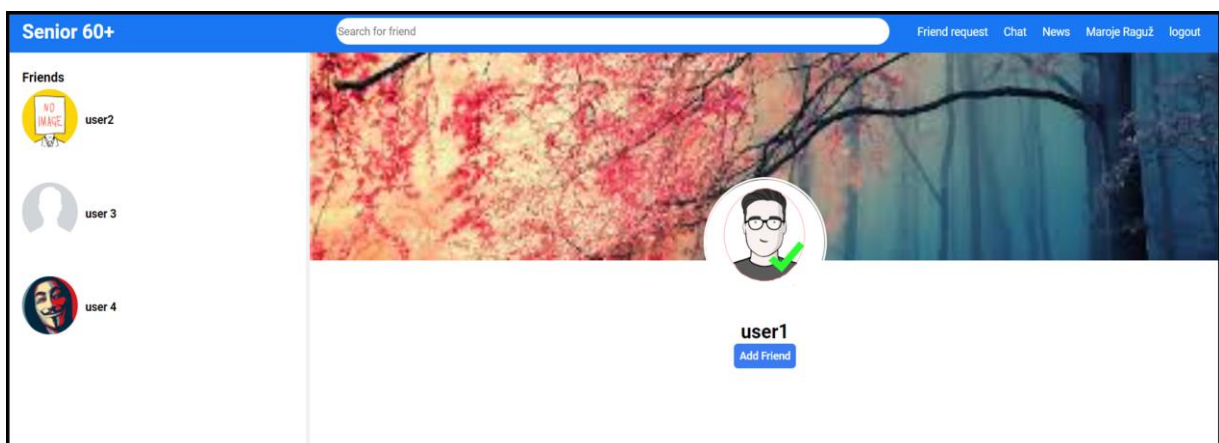 Senior 60+
Search for friend
Friend request Chat News Maroje Raguž logout
Friends
NO
IMAGE
user2
user 3
user 4
user1
Add Friend